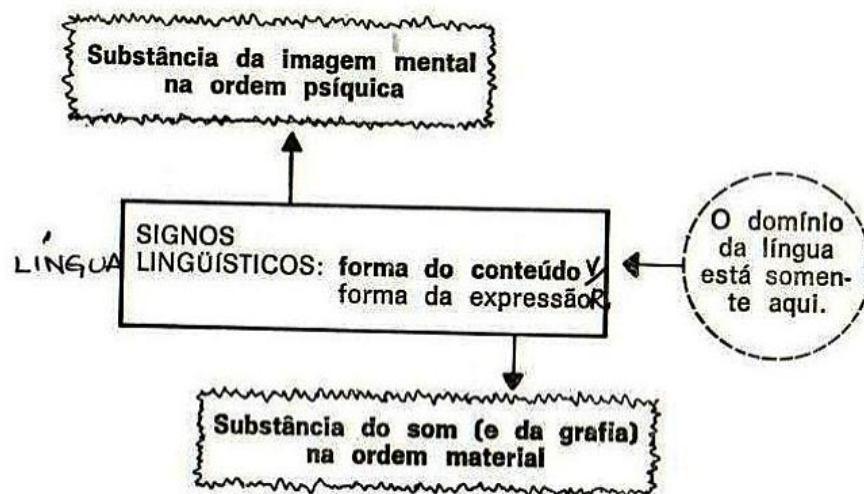 Substância da imagem mental
na ordem psíquica
SIGNOS
LÍNGUA
LINGÜÍSTICOS: forma do conteúdo
forma da expressão
O domínio
da língua
está somen-
te aqui.
Substância do som (e da grafia)
na ordem material